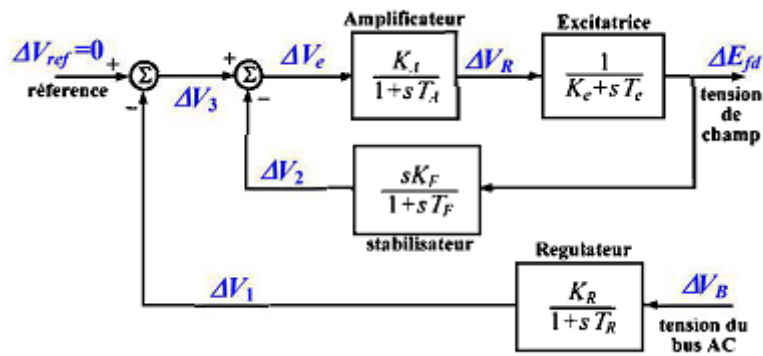 Amplificateur
Excitatrice
ΔV_ref=0
+
Σ
+
Σ
ΔV_e
K_A
1+sT_A
ΔV_R
1
K_e+sT_e
ΔE_fd
réference
−
ΔV_3
−
tension
de
champ
ΔV_2
sK_F
1+sT_F
stabilisateur
Regulateur
ΔV_1
K_R
1+sT_R
ΔV_B
tension du
bus AC